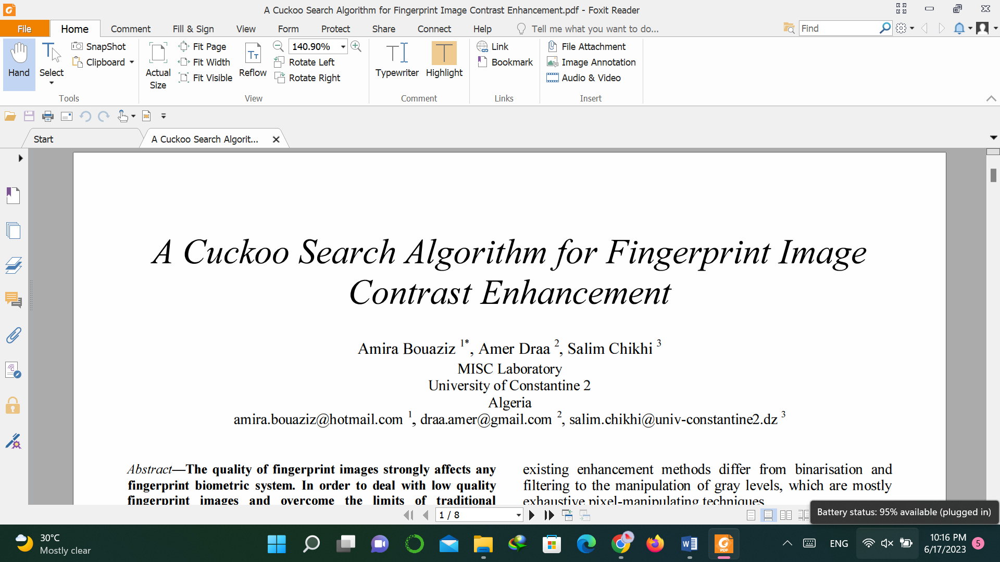 A Cuckoo Search Algorithm for Fingerprint Image Contrast Enhancement.pdf - Foxit Reader
File Home Comment Fill & Sign View Form Protect Share Connect Help Tell me what you want to do... Find
SnapShot Fit Page 140.90% Link File Attachment
Clipboard Fit Width Rotate Left Bookmark Image Annotation
Hand Select Actual Size Fit Visible Reflow Rotate Right Typewriter Highlight Audio & Video
Tools View Comment Links Insert
Start A Cuckoo Search Algorit...
A Cuckoo Search Algorithm for Fingerprint Image
Contrast Enhancement
Amira Bouaziz 1*, Amer Draa 2, Salim Chikhi 3
MISC Laboratory
University of Constantine 2
Algeria
amira.bouaziz@hotmail.com 1, draa.amer@gmail.com 2, salim.chikhi@univ-constantine2.dz 3
Abstract—The quality of fingerprint images strongly affects any
fingerprint biometric system. In order to deal with low quality
fingerprint images and overcome the limits of traditional
existing enhancement methods differ from binarisation and
filtering to the manipulation of gray levels, which are mostly
exhaustive pixel-manipulating techniques.
1 / 8
Battery status: 95% available (plugged in)
30°C
Mostly clear
PDF
ENG
10:16 PM
6/17/2023
5